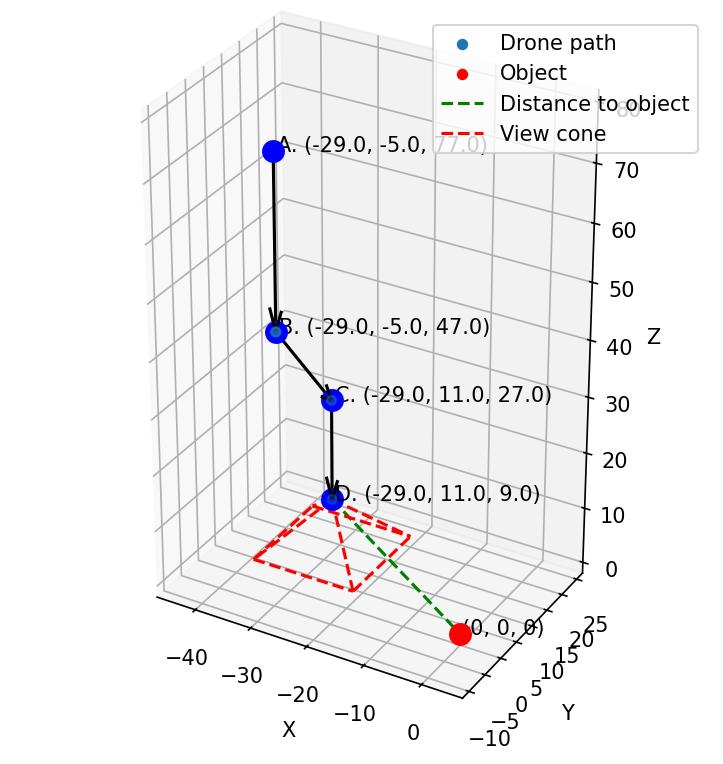 Drone path
Object
Distance to object
View cone
A. (-29.0, -5.0, 77.0)
B. (-29.0, -5.0, 47.0)
C. (-29.0, 11.0, 27.0)
D. (-29.0, 11.0, 9.0)
(0, 0, 0)
80
70
60
50
40
30
20
10
0
Z
−40
−30
−20
−10
0
X
−10
−5
0
5
10
15
20
25
Y